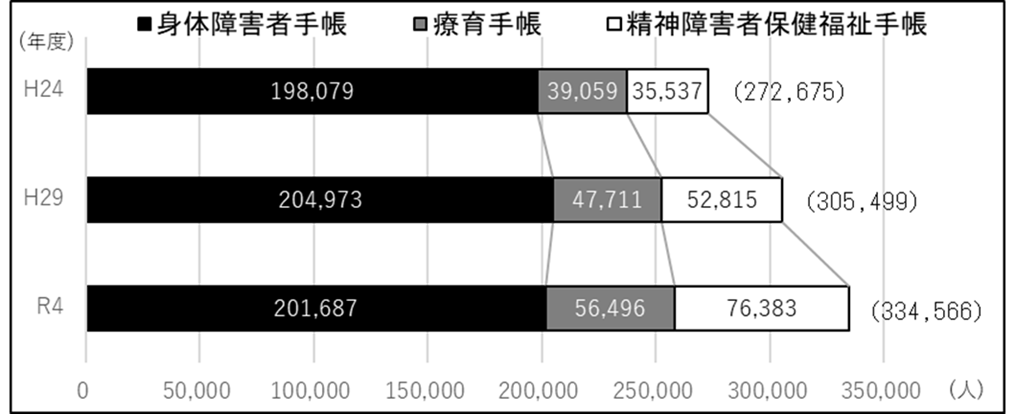 ■身体障害者手帳 ■療育手帳 □精神障害者保健福祉手帳
(年度)
H24 198,079 39,059 35,537 (272,675)
H29 204,973 47,711 52,815 (305,499)
R4 201,687 56,496 76,383 (334,566)
0 50,000 100,000 150,000 200,000 250,000 300,000 350,000 (人)